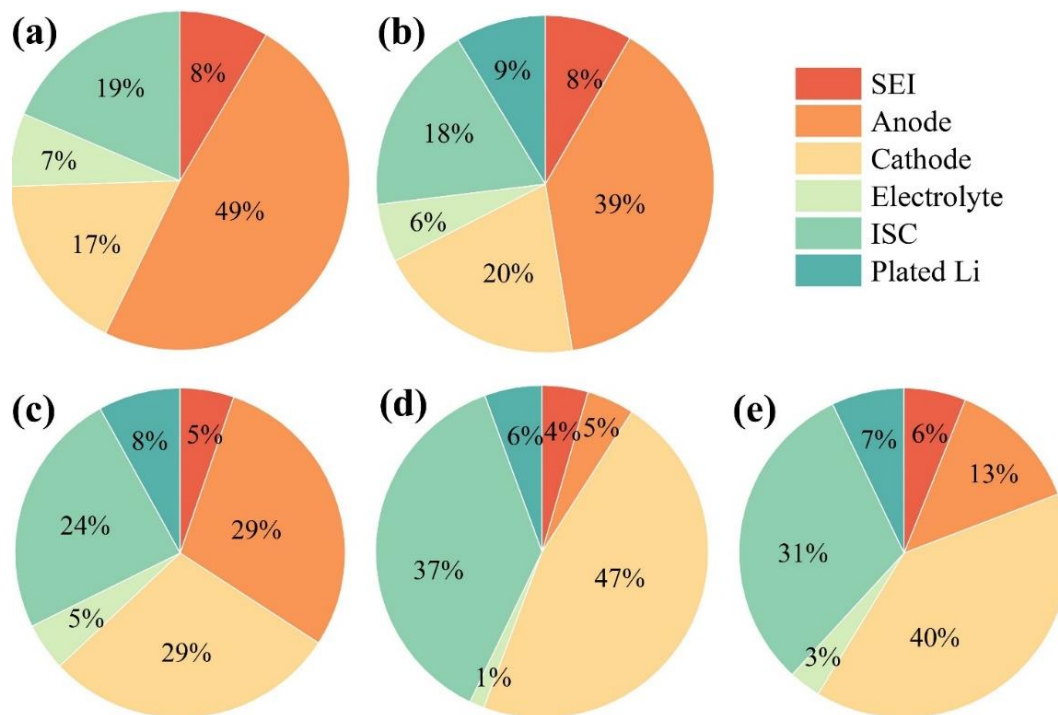 (a)
8%
49%
17%
7%
19%
(b)
8%
39%
20%
6%
18%
9%
SEI
Anode
Cathode
Electrolyte
ISC
Plated Li
(c)
5%
29%
29%
5%
24%
8%
(d)
4%
5%
47%
1%
37%
6%
(e)
6%
13%
40%
3%
31%
7%